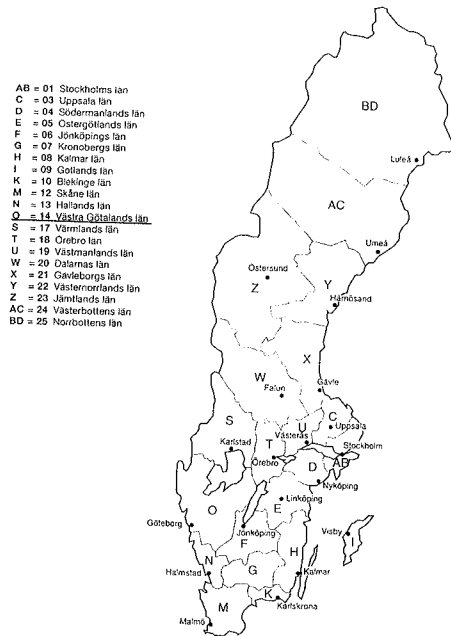 AB = 01 Stockholms län
C = 03 Uppsala län
D = 04 Södermanlands län
E = 05 Östergötlands län
F = 06 Jönköpings län
G = 07 Kronobergs län
H = 08 Kalmar län
I = 09 Gotlands län
K = 10 Blekinge län
M = 12 Skåne län
N = 13 Hallands län
O = 14 Västra Götalands län
S = 17 Värmlands län
T = 18 Örebro län
U = 19 Västmanlands län
W = 20 Dalarnas län
X = 21 Gävleborgs län
Y = 22 Västernorrlands län
Z = 23 Jämtlands län
AC = 24 Västerbottens län
BD = 25 Norrbottens län
BD
Luleå
AC
Umeå
Östersund
Z
Y
Härnösand
X
W
Falun
Gävle
S
C
Uppsala
U
Västerås
Karlstad
T
Stockholm
AB
Örebro
D
Nyköping
O
E
Linköping
Göteborg
Visby
I
Jönköping
F
H
N
Halmstad
G
Kalmar
K
Karlskrona
M
Malmö